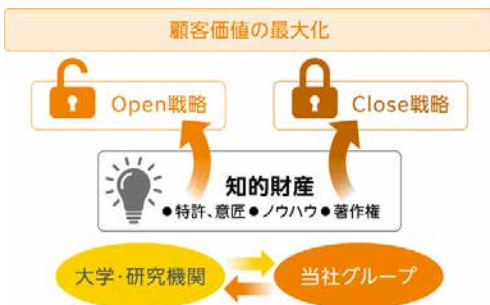 顧客価値の最大化
Open戦略
Close戦略
知的財産
●特許、意匠●ノウハウ●著作権
大学・研究機関
当社グループ